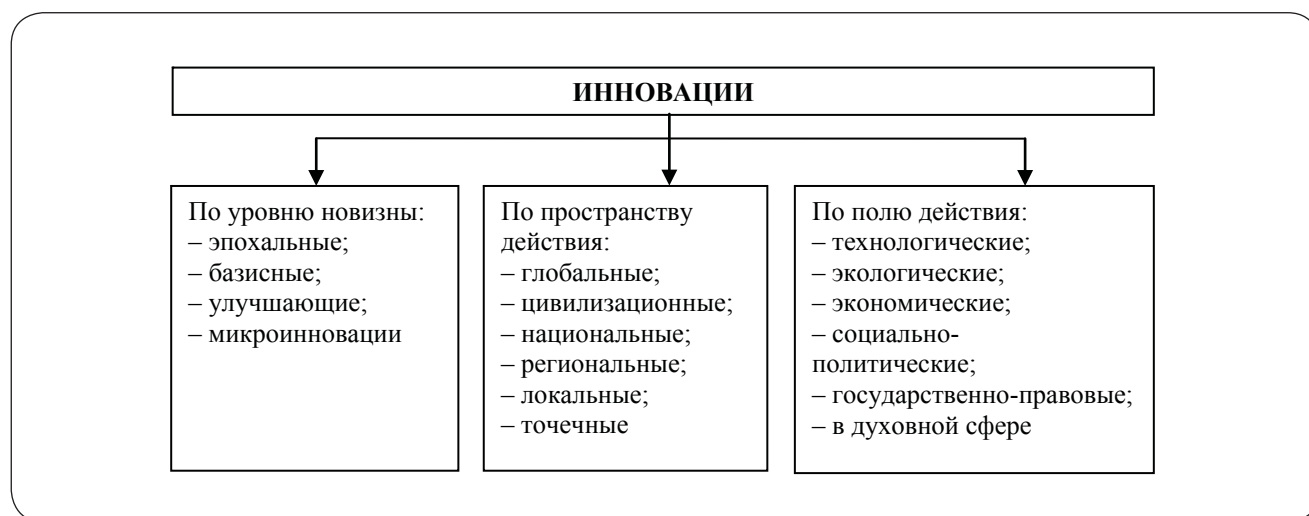 ИННОВАЦИИ
По уровню новизны:
– эпохальные;
– базисные;
– улучшающие;
– микроинновации
По пространству
действия:
– глобальные;
– цивилизационные;
– национальные;
– региональные;
– локальные;
– точечные
По полю действия:
– технологические;
– экологические;
– экономические;
– социально-
политические;
– государственно-правовые;
– в духовной сфере